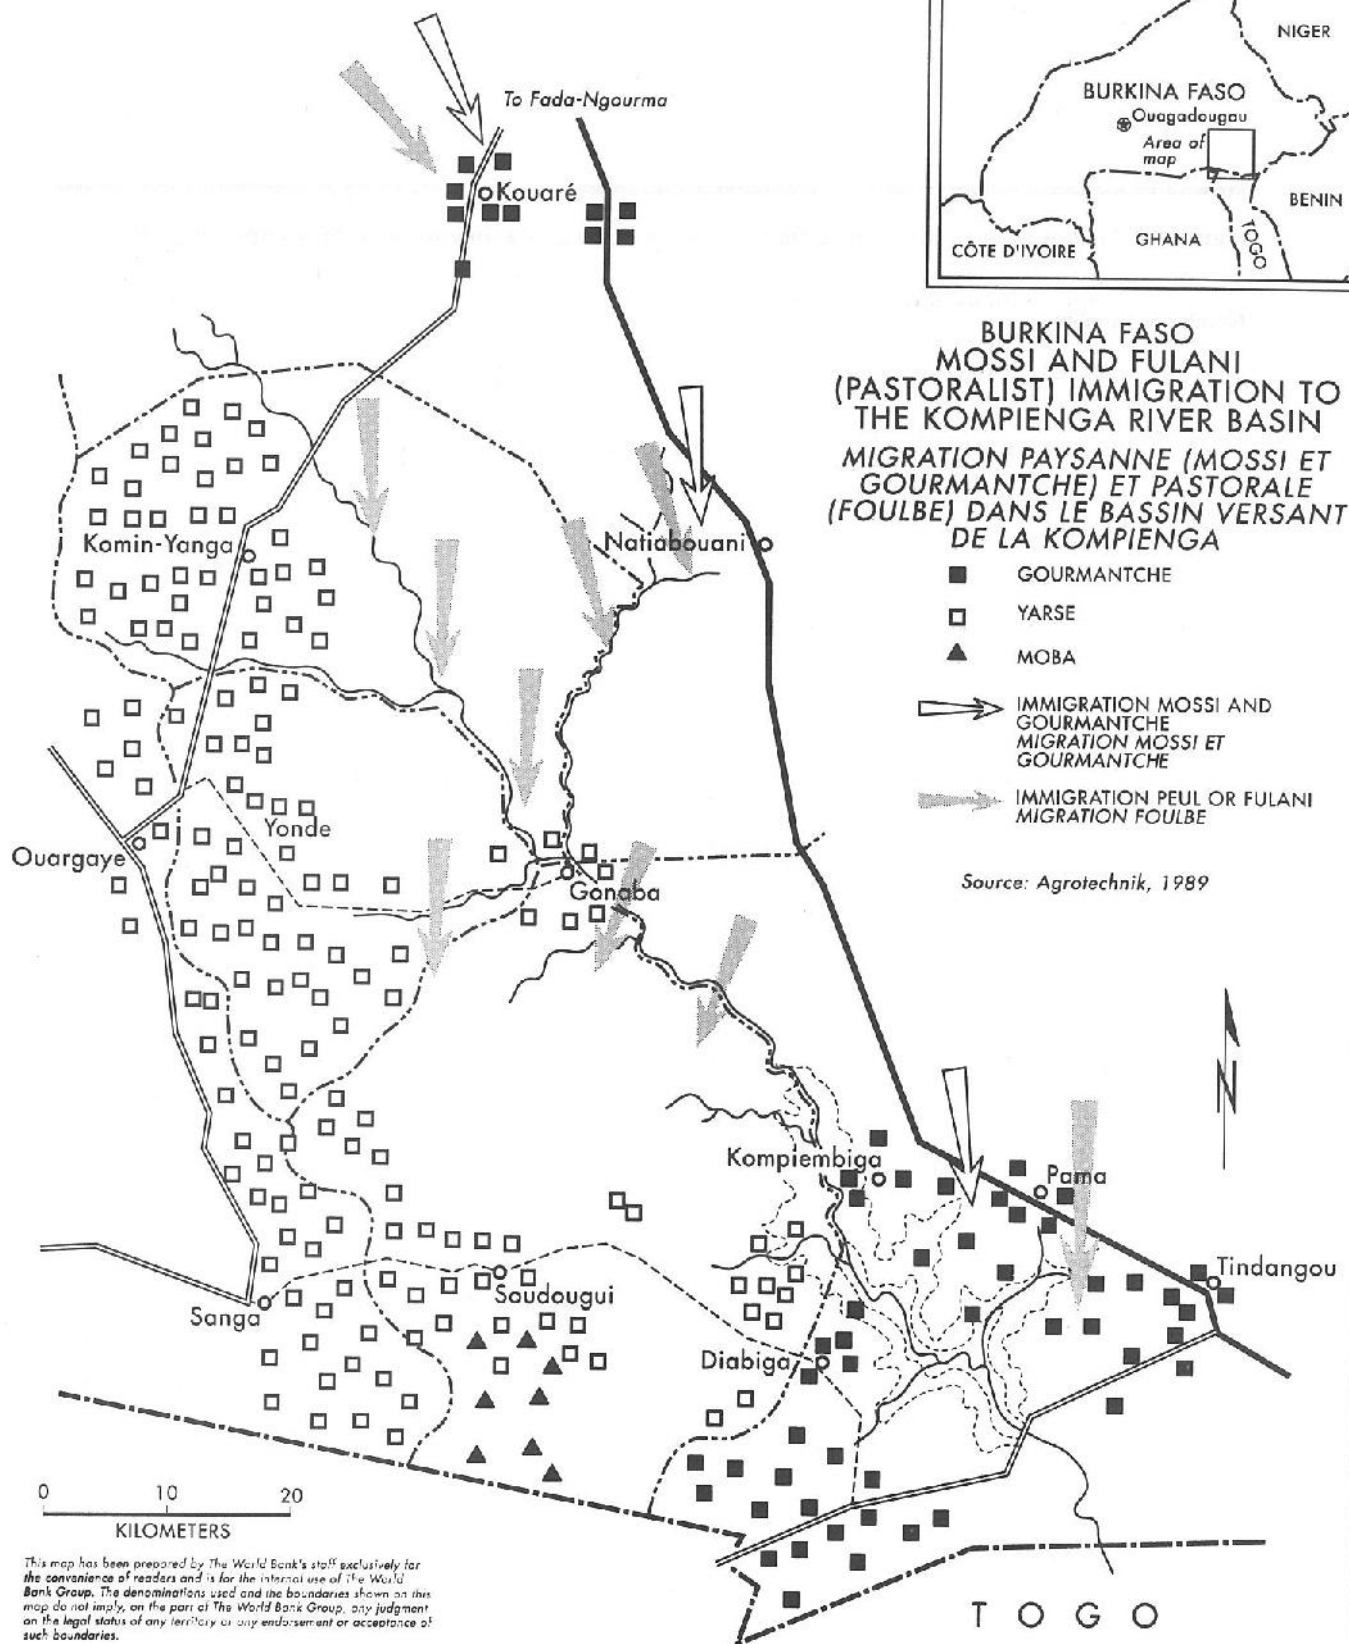 To Fada-Ngourma
Kouaré
NIGER
BURKINA FASO
Ouagadougou
Area of
map
BENIN
CÔTE D'IVOIRE
GHANA
TOGO
BURKINA FASO
MOSSI AND FULANI
(PASTORALIST) IMMIGRATION TO
THE KOMPIENGA RIVER BASIN
MIGRATION PAYSANNE (MOSSI ET
GOURMANTCHE) ET PASTORALE
(FOULBE) DANS LE BASSIN VERSANT
DE LA KOMPIENGA
GOURMANTCHE
YARSE
MOBA
IMMIGRATION MOSSI AND
GOURMANTCHE
MIGRATION MOSSI ET
GOURMANTCHE
IMMIGRATION PEUL OR FULANI
MIGRATION FOULBE
Source: Agrotechnik, 1989
Komin-Yanga
Natiabouani
Yonde
Ouargaye
Gonaba
N
Kompiembiga
Pama
Tindangou
Sanga
Soudougui
Diabiga
0 10 20
KILOMETERS
This map has been prepared by The World Bank's staff exclusively for
the convenience of readers and is for the internal use of The World
Bank Group. The denominations used and the boundaries shown on this
map do not imply, on the part of The World Bank Group, any judgment
on the legal status of any territory or any endorsement or acceptance of
such boundaries.
TOGO